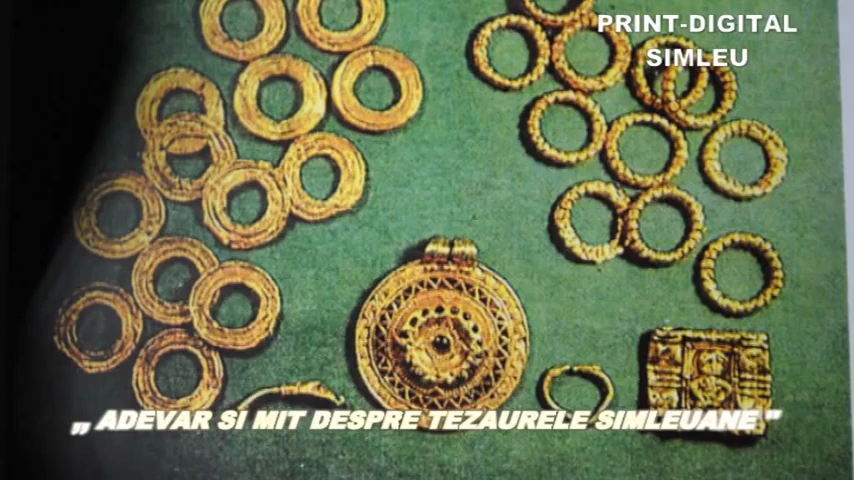 PRINT-DIGITAL
SIMLEU
„ ADEVAR SI MIT DESPRE TEZAURELE SIMLEUANE "